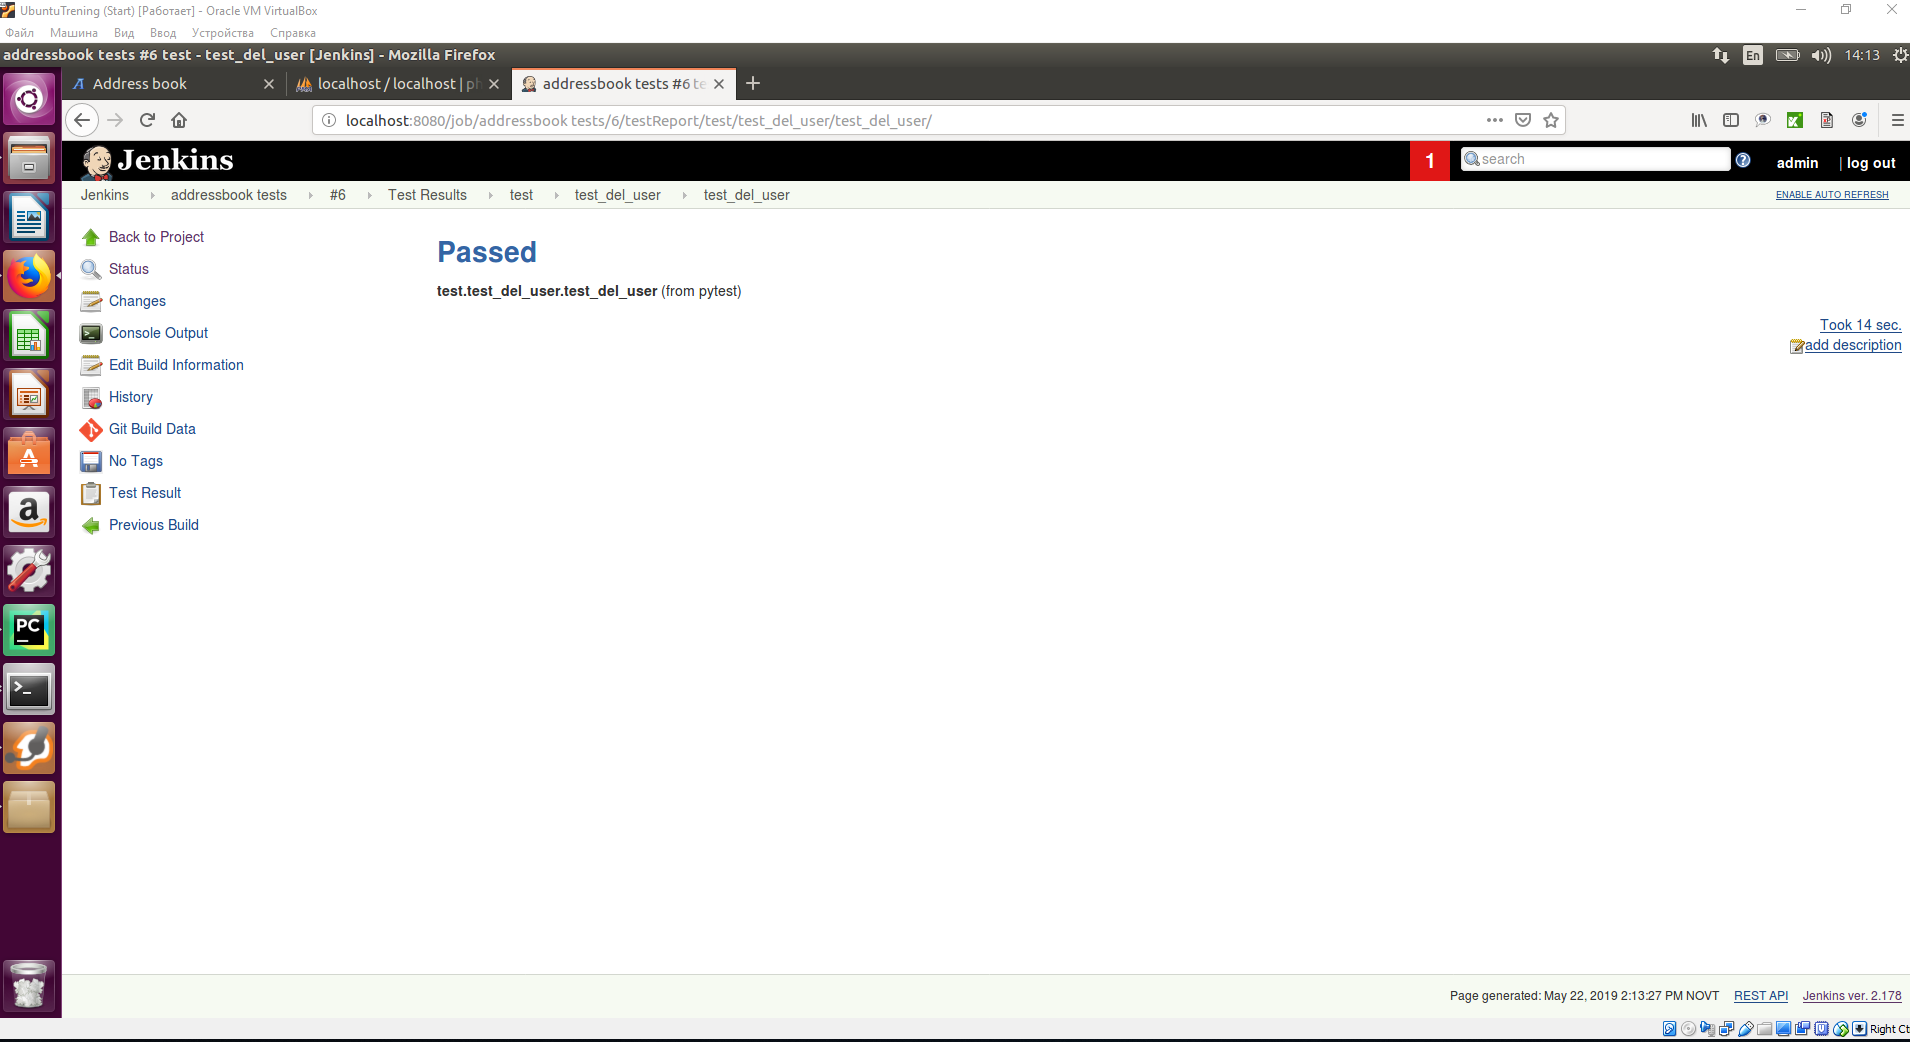 UbuntuTrening (Start) [Работает] - Oracle VM VirtualBox
Файл Машина Вид Ввод Устройства Справка
addressbook tests #6 test - test_del_user [Jenkins] - Mozilla Firefox
En 14:13
Address book
localhost / localhost | ph
addressbook tests #6 te
localhost:8080/job/addressbook tests/6/testReport/test/test_del_user/test_del_user/
Jenkins
1 search admin | log out
Jenkins addressbook tests #6 Test Results test test_del_user test_del_user ENABLE AUTO REFRESH
Back to Project
Status
Changes
Console Output
Edit Build Information
History
Git Build Data
No Tags
Test Result
Previous Build
Passed
test.test_del_user.test_del_user (from pytest)
Took 14 sec.
add description
PC
Page generated: May 22, 2019 2:13:27 PM NOVT REST API Jenkins ver. 2.178
Right Ct